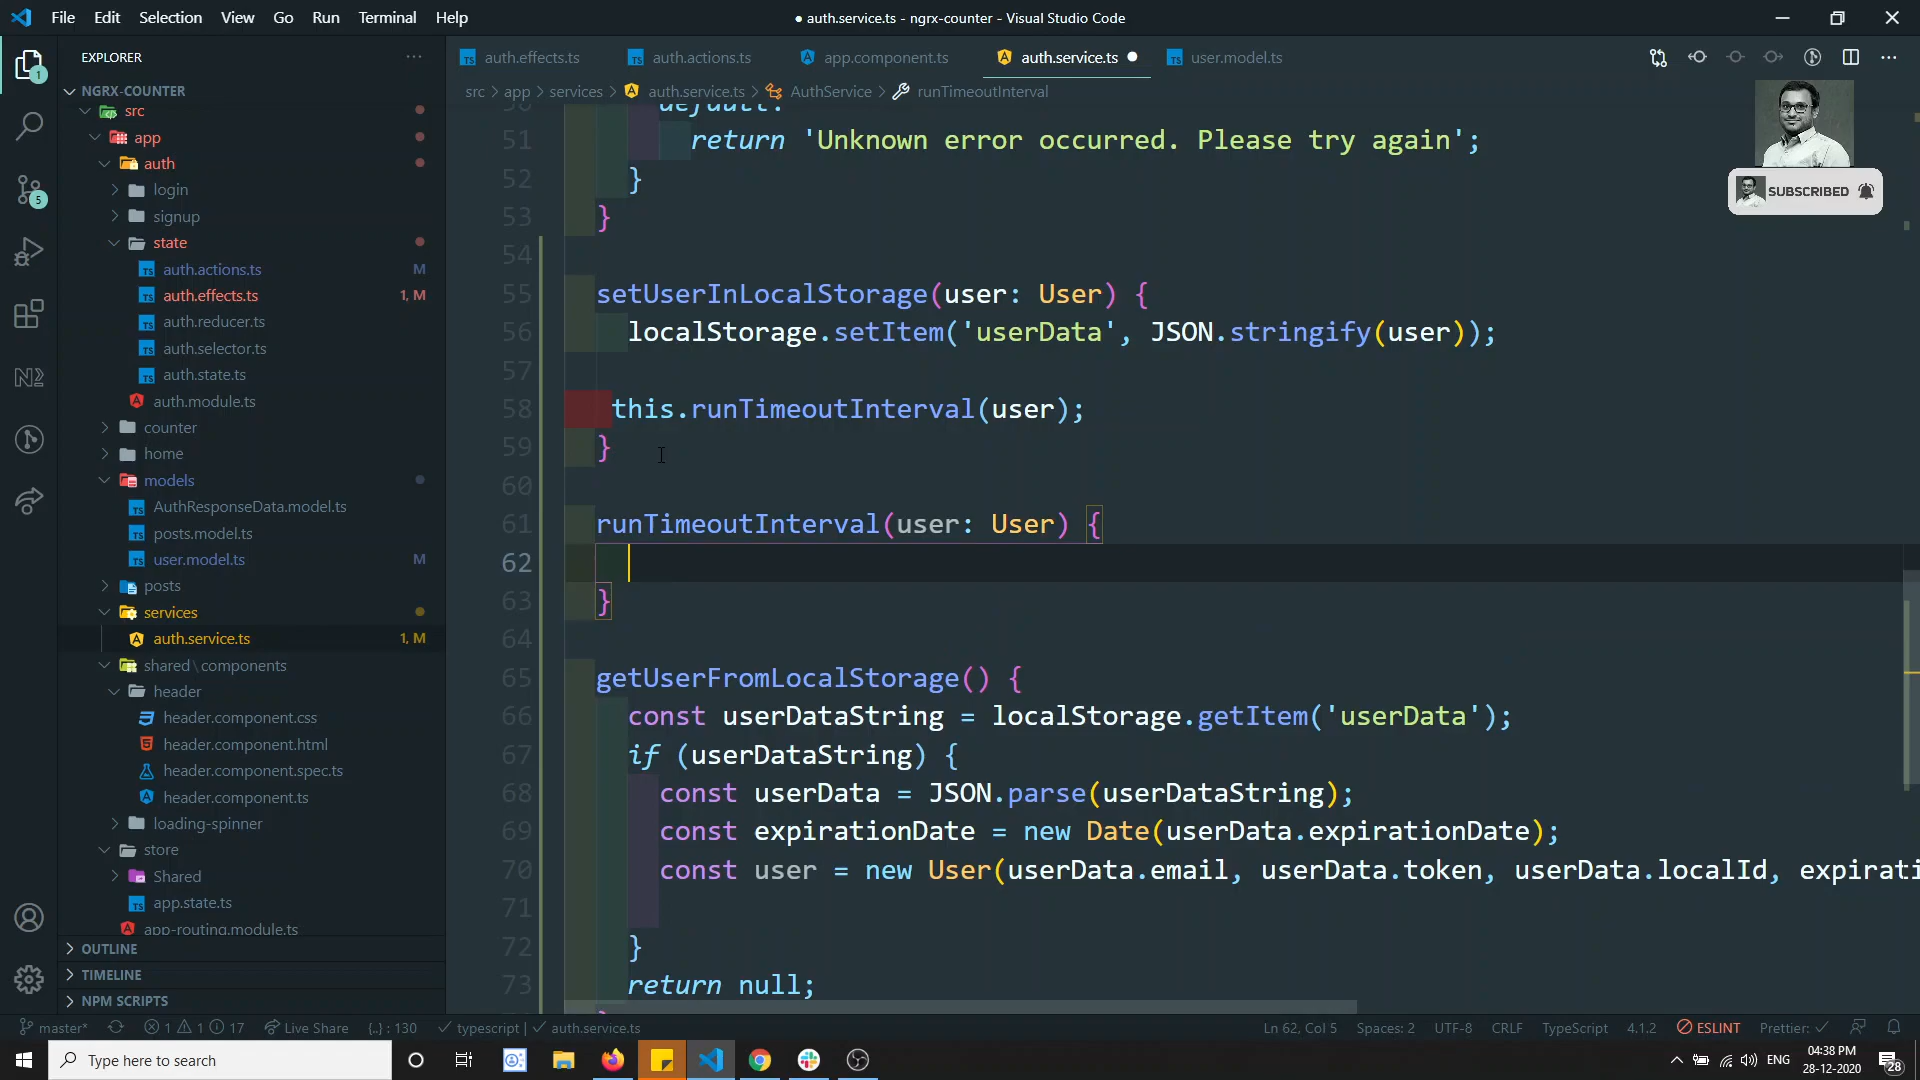 File Edit Selection View Go Run Terminal Help
● auth.service.ts - ngrx-counter - Visual Studio Code
EXPLORER
NGRX-COUNTER
src
app
auth
login
signup
state
auth.actions.ts M
auth.effects.ts 1, M
auth.reducer.ts
auth.selector.ts
auth.state.ts
auth.module.ts
counter
home
models
AuthResponseData.model.ts
posts.model.ts
user.model.ts M
posts
services
auth.service.ts 1, M
shared \ components
header
header.component.css
header.component.html
header.component.spec.ts
header.component.ts
loading-spinner
store
Shared
app.state.ts
app-routing.module.ts
OUTLINE
TIMELINE
NPM SCRIPTS
auth.effects.ts auth.actions.ts app.component.ts auth.service.ts ● user.model.ts
src > app > services > auth.service.ts > AuthService > runTimeoutInterval
SUBSCRIBED
50 default:
51 return 'Unknown error occurred. Please try again';
52 }
53 }
54
55 setUserInLocalStorage(user: User) {
56 localStorage.setItem('userData', JSON.stringify(user));
57
58 this.runTimeoutInterval(user);
59 }
60
61 runTimeoutInterval(user: User) {
62
63 }
64
65 getUserFromLocalStorage() {
66 const userDataString = localStorage.getItem('userData');
67 if (userDataString) {
68 const userData = JSON.parse(userDataString);
69 const expirationDate = new Date(userData.expirationDate);
70 const user = new User(userData.email, userData.token, userData.localId, expirati
71
72 }
73 return null;
master* 1 1 17 Live Share {..} : 130 typescript | auth.service.ts
Ln 62, Col 5 Spaces: 2 UTF-8 CRLF TypeScript 4.1.2 ESLINT Prettier: ✓
Type here to search
ENG
04:38 PM
28-12-2020
28